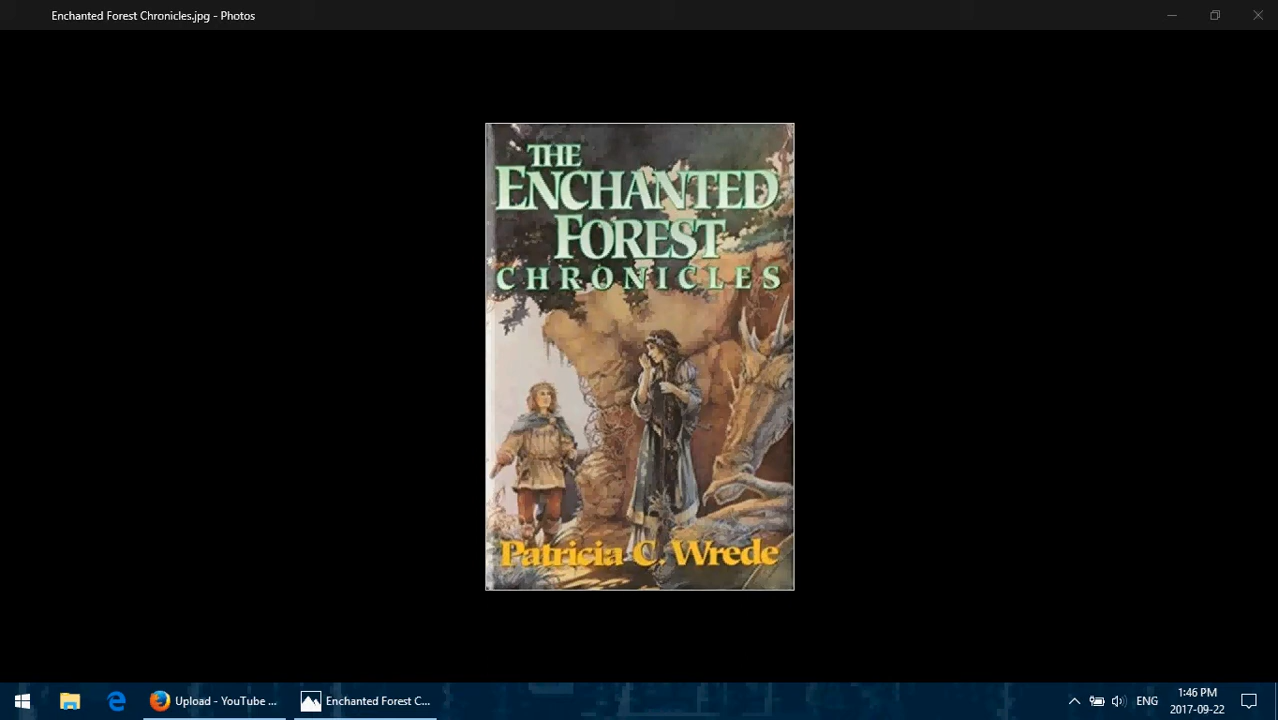 Enchanted Forest Chronicles.jpg - Photos
THE
ENCHANTED
FOREST
CHRONICLES
Patricia C. Wrede
Upload - YouTube ...
Enchanted Forest C...
ENG
1:46 PM
2017-09-22